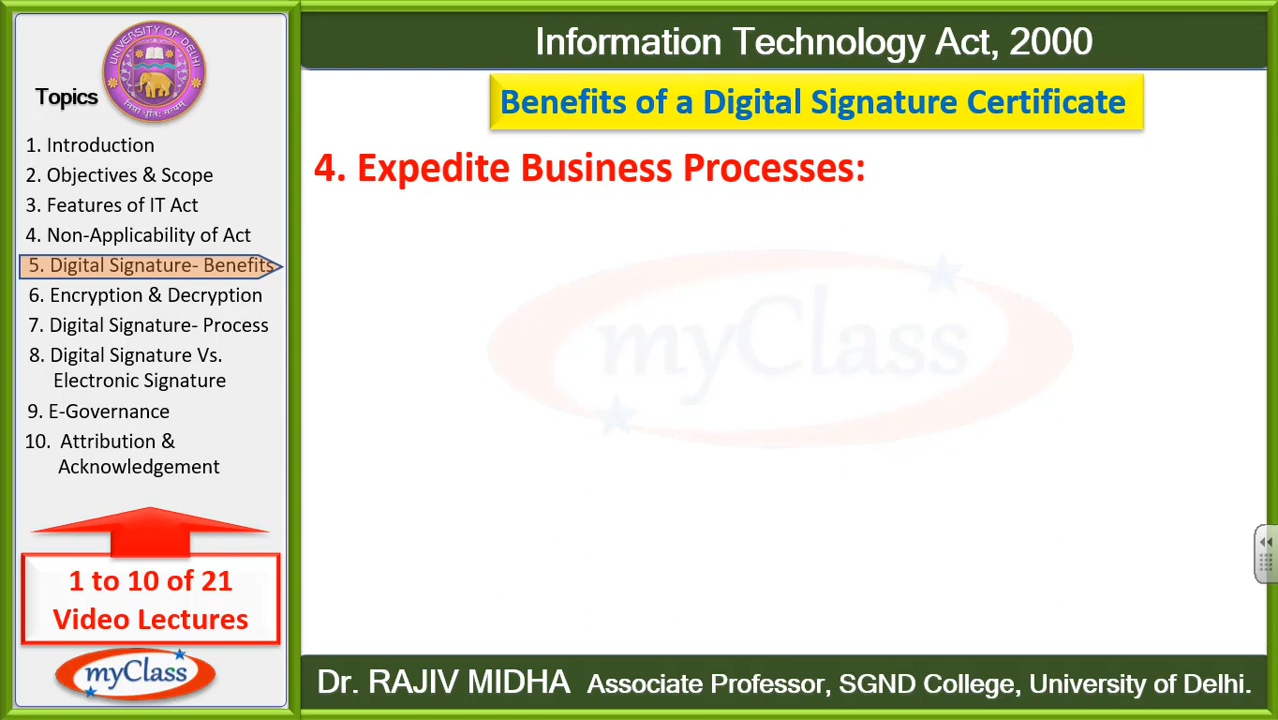 UNIVERSITY OF DELHI
Topics
1. Introduction
2. Objectives & Scope
3. Features of IT Act
4. Non-Applicability of Act
5. Digital Signature- Benefits
6. Encryption & Decryption
7. Digital Signature- Process
8. Digital Signature Vs.
Electronic Signature
9. E-Governance
10. Attribution &
Acknowledgement
1 to 10 of 21
Video Lectures
myClass
Information Technology Act, 2000
Benefits of a Digital Signature Certificate
4. Expedite Business Processes:
myClass
Dr. RAJIV MIDHA Associate Professor, SGND College, University of Delhi.